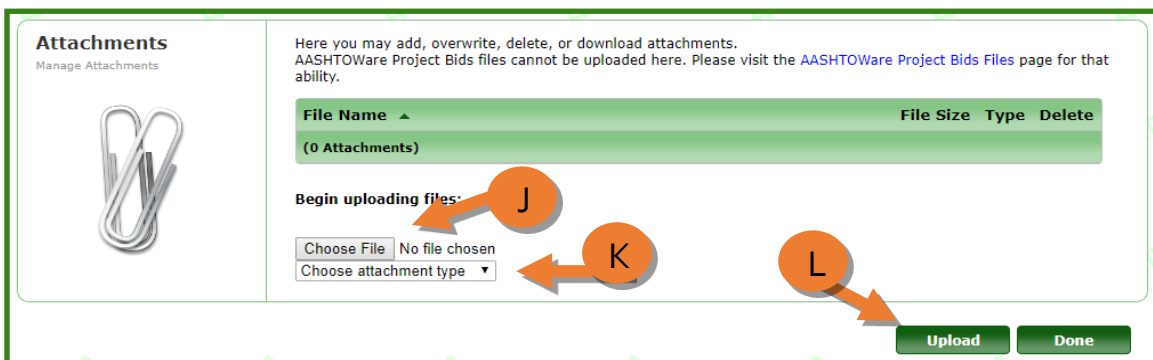 Attachments
Manage Attachments
Here you may add, overwrite, delete, or download attachments.
AASHTOWare Project Bids files cannot be uploaded here. Please visit the AASHTOWare Project Bids Files page for that
ability.
File Name ▲ File Size Type Delete
(0 Attachments)
Begin uploading files:
J
Choose File No file chosen
Choose attachment type ▼
K
L
Upload Done